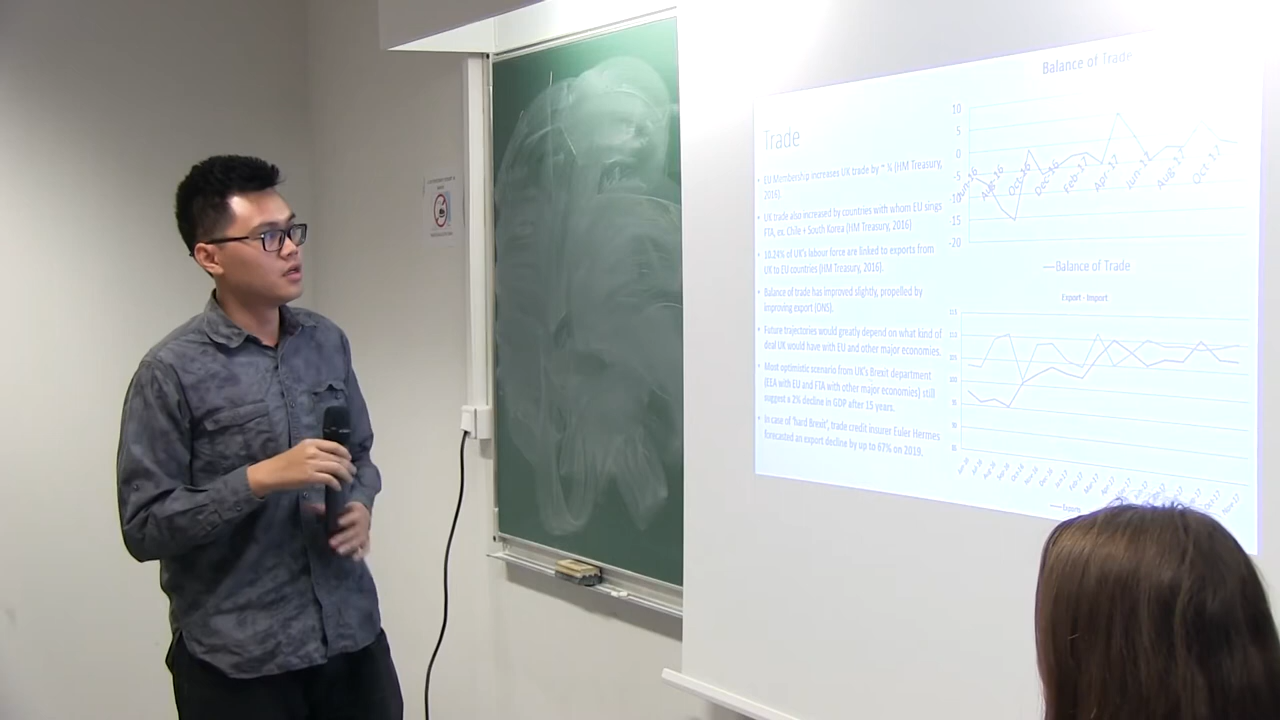 Trade
• EU Membership increases UK trade by * % (HM Treasury,
2016).
• UK trade also increased by countries with whom EU sings
FTA, ex. Chile + South Korea (HM Treasury, 2016)
• 10.24% of UK's labour force are linked to exports from
UK to EU countries (HM Treasury, 2016).
• Balance of trade has improved slightly, propelled by
improving export (ONS).
• Future trajectories would greatly depend on what kind of
deal UK would have with EU and other major economies.
• Most optimistic scenario from UK's Brexit department
(EEA with EU and FTA with other major economies) still
suggest a 2% decline in GDP after 15 years.
• In case of 'hard Brexit', trade credit insurer Euler Hermes
forecasted an export decline by up to 67% on 2019.
Balance of Trade
10
5
0
-5
-10
-15
-20
Jun-16 Aug-16 Oct-16 Dec-16 Feb-17 Apr-17 Jun-17 Aug-17 Oct-17
Balance of Trade
Export - Import
115
110
105
100
95
90
85
Exports